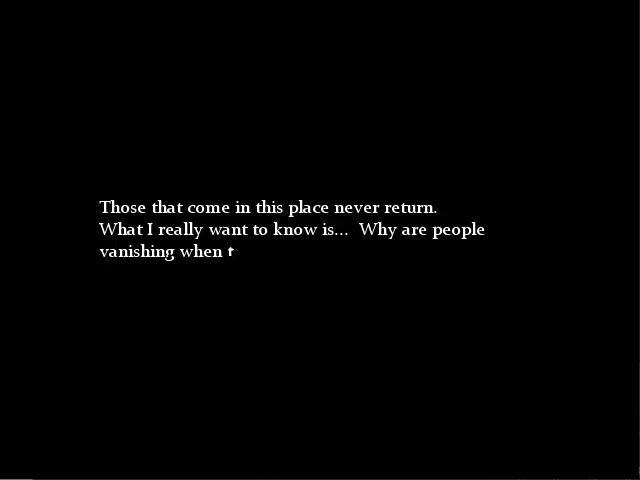 Those that come in this place never return.
What I really want to know is...  Why are people
vanishing when t